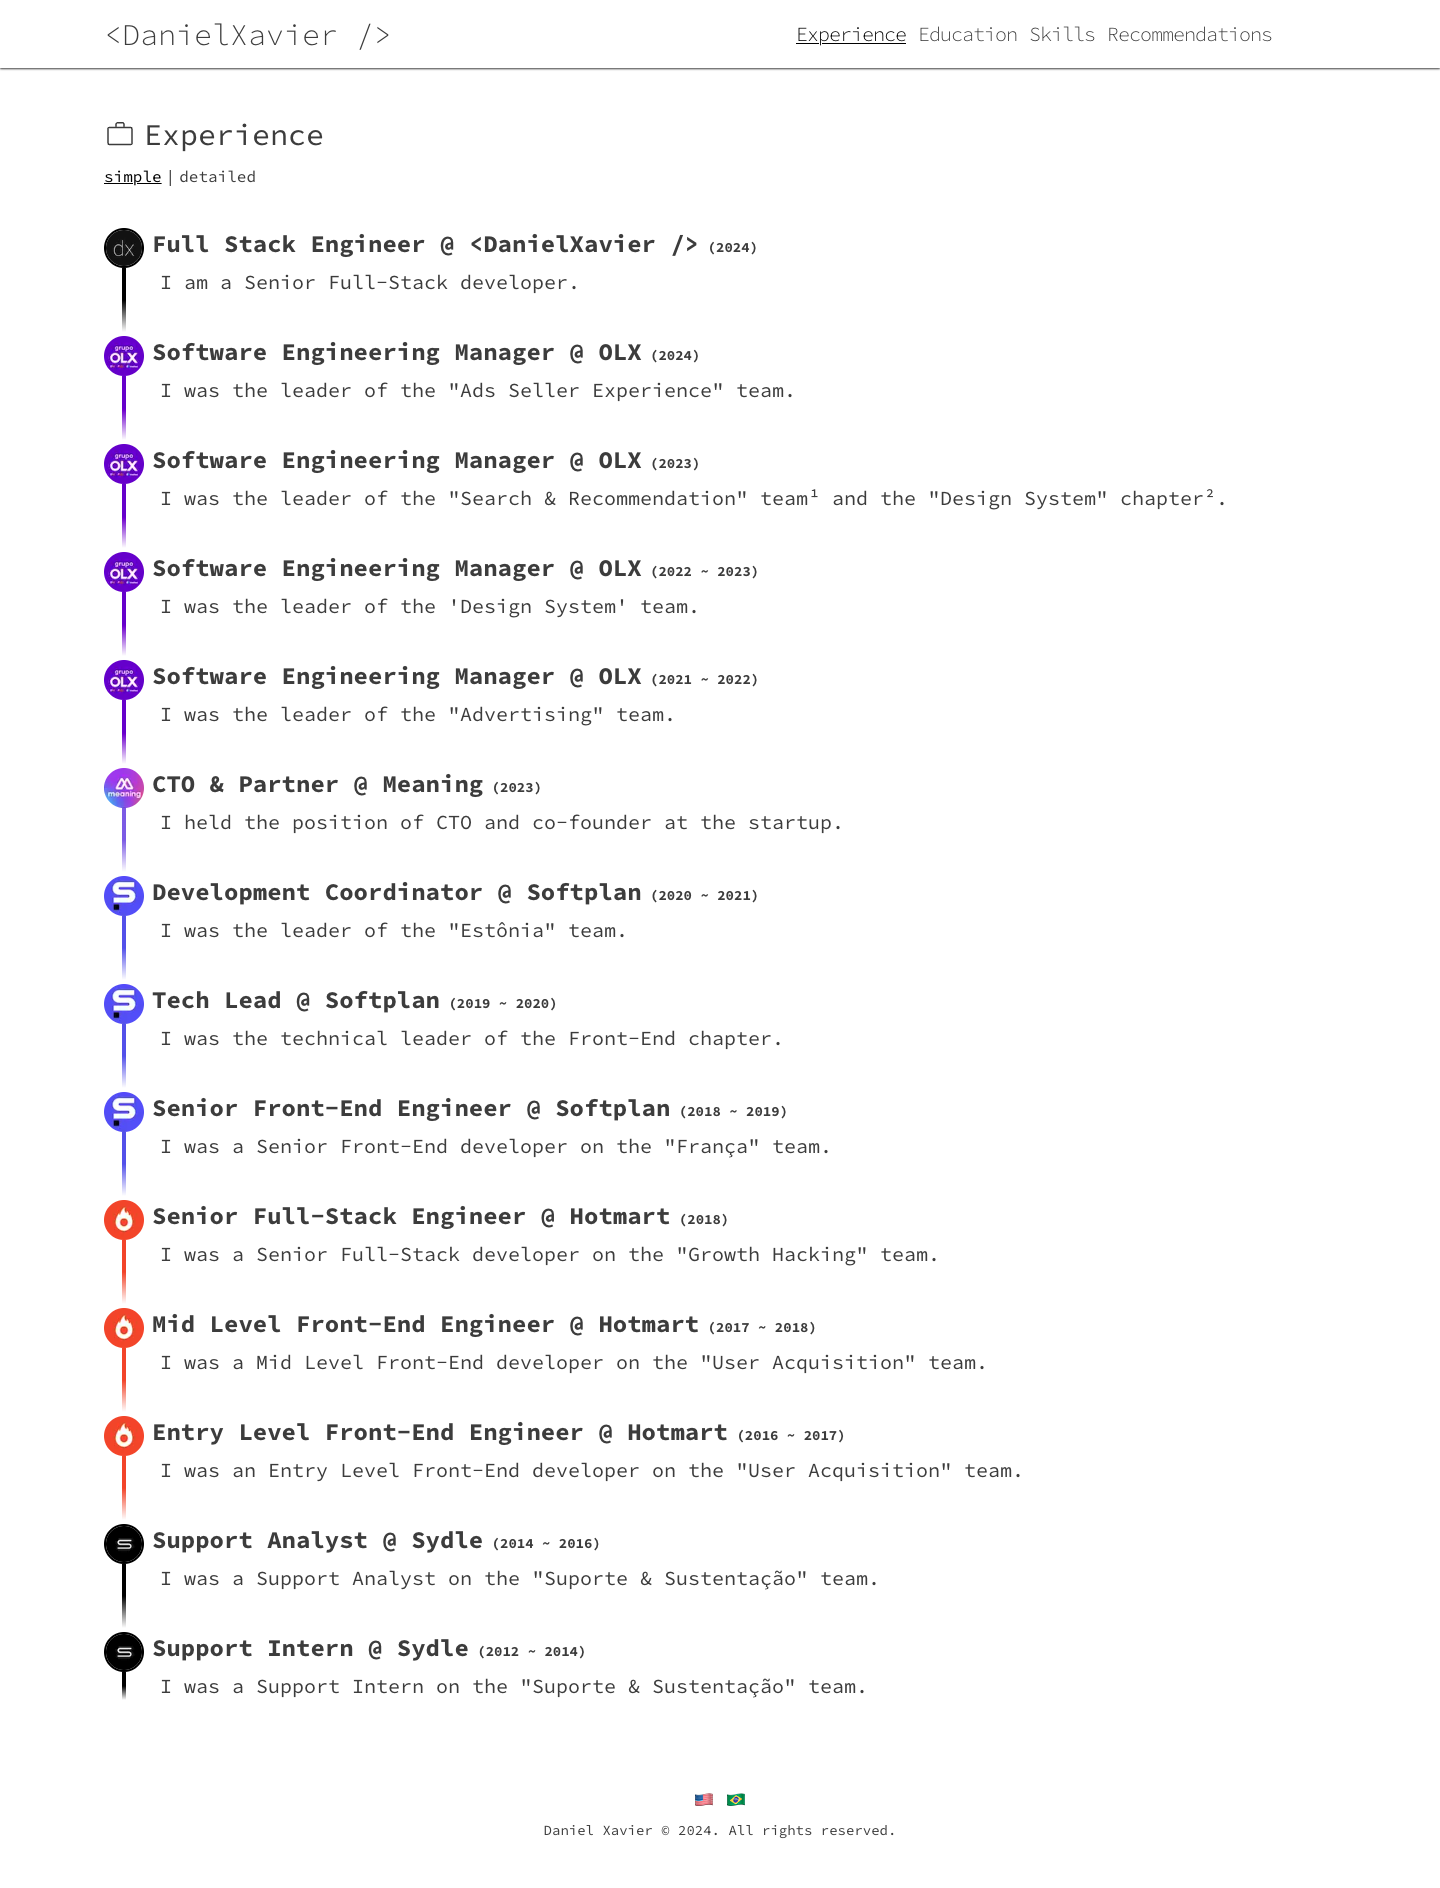 <DanielXavier />
Experience Education Skills Recommendations
Experience
simple | detailed
dx
Full Stack Engineer @ <DanielXavier /> (2024)
I am a Senior Full-Stack developer.
grupo
OLX
Software Engineering Manager @ OLX (2024)
I was the leader of the "Ads Seller Experience" team.
grupo
OLX
Software Engineering Manager @ OLX (2023)
I was the leader of the "Search & Recommendation" team¹ and the "Design System" chapter².
grupo
OLX
Software Engineering Manager @ OLX (2022 ~ 2023)
I was the leader of the 'Design System' team.
grupo
OLX
Software Engineering Manager @ OLX (2021 ~ 2022)
I was the leader of the "Advertising" team.
meaning
CTO & Partner @ Meaning (2023)
I held the position of CTO and co-founder at the startup.
Development Coordinator @ Softplan (2020 ~ 2021)
I was the leader of the "Estônia" team.
Tech Lead @ Softplan (2019 ~ 2020)
I was the technical leader of the Front-End chapter.
Senior Front-End Engineer @ Softplan (2018 ~ 2019)
I was a Senior Front-End developer on the "França" team.
Senior Full-Stack Engineer @ Hotmart (2018)
I was a Senior Full-Stack developer on the "Growth Hacking" team.
Mid Level Front-End Engineer @ Hotmart (2017 ~ 2018)
I was a Mid Level Front-End developer on the "User Acquisition" team.
Entry Level Front-End Engineer @ Hotmart (2016 ~ 2017)
I was an Entry Level Front-End developer on the "User Acquisition" team.
Support Analyst @ Sydle (2014 ~ 2016)
I was a Support Analyst on the "Suporte & Sustentação" team.
Support Intern @ Sydle (2012 ~ 2014)
I was a Support Intern on the "Suporte & Sustentação" team.
Daniel Xavier © 2024. All rights reserved.